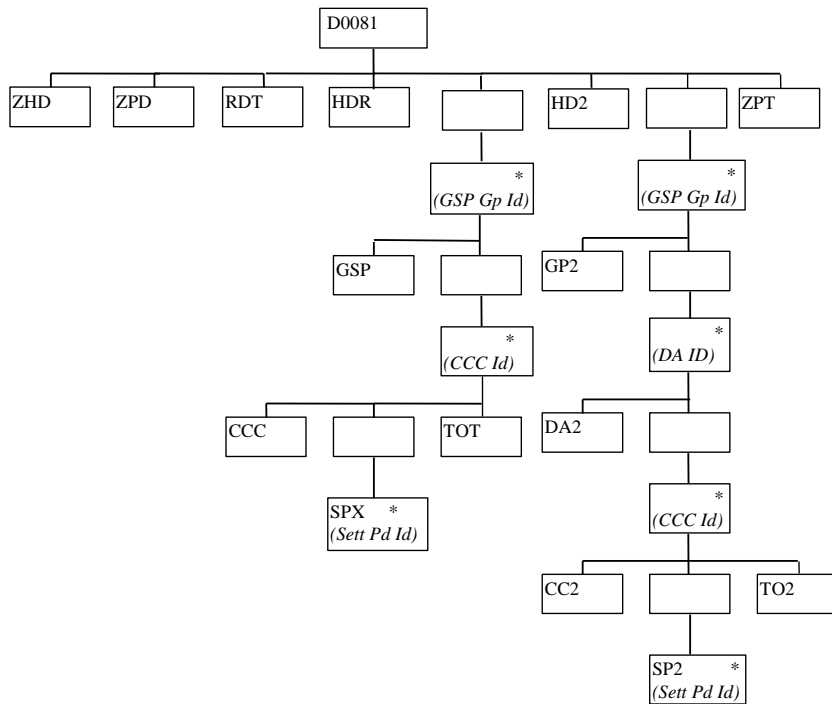 D0081
ZHD
ZPD
RDT
HDR
HD2
ZPT
*
(GSP Gp Id)
*
(GSP Gp Id)
GSP
GP2
*
(CCC Id)
*
(DA ID)
CCC
TOT
DA2
SPX *
(Sett Pd Id)
*
(CCC Id)
CC2
TO2
SP2 *
(Sett Pd Id)